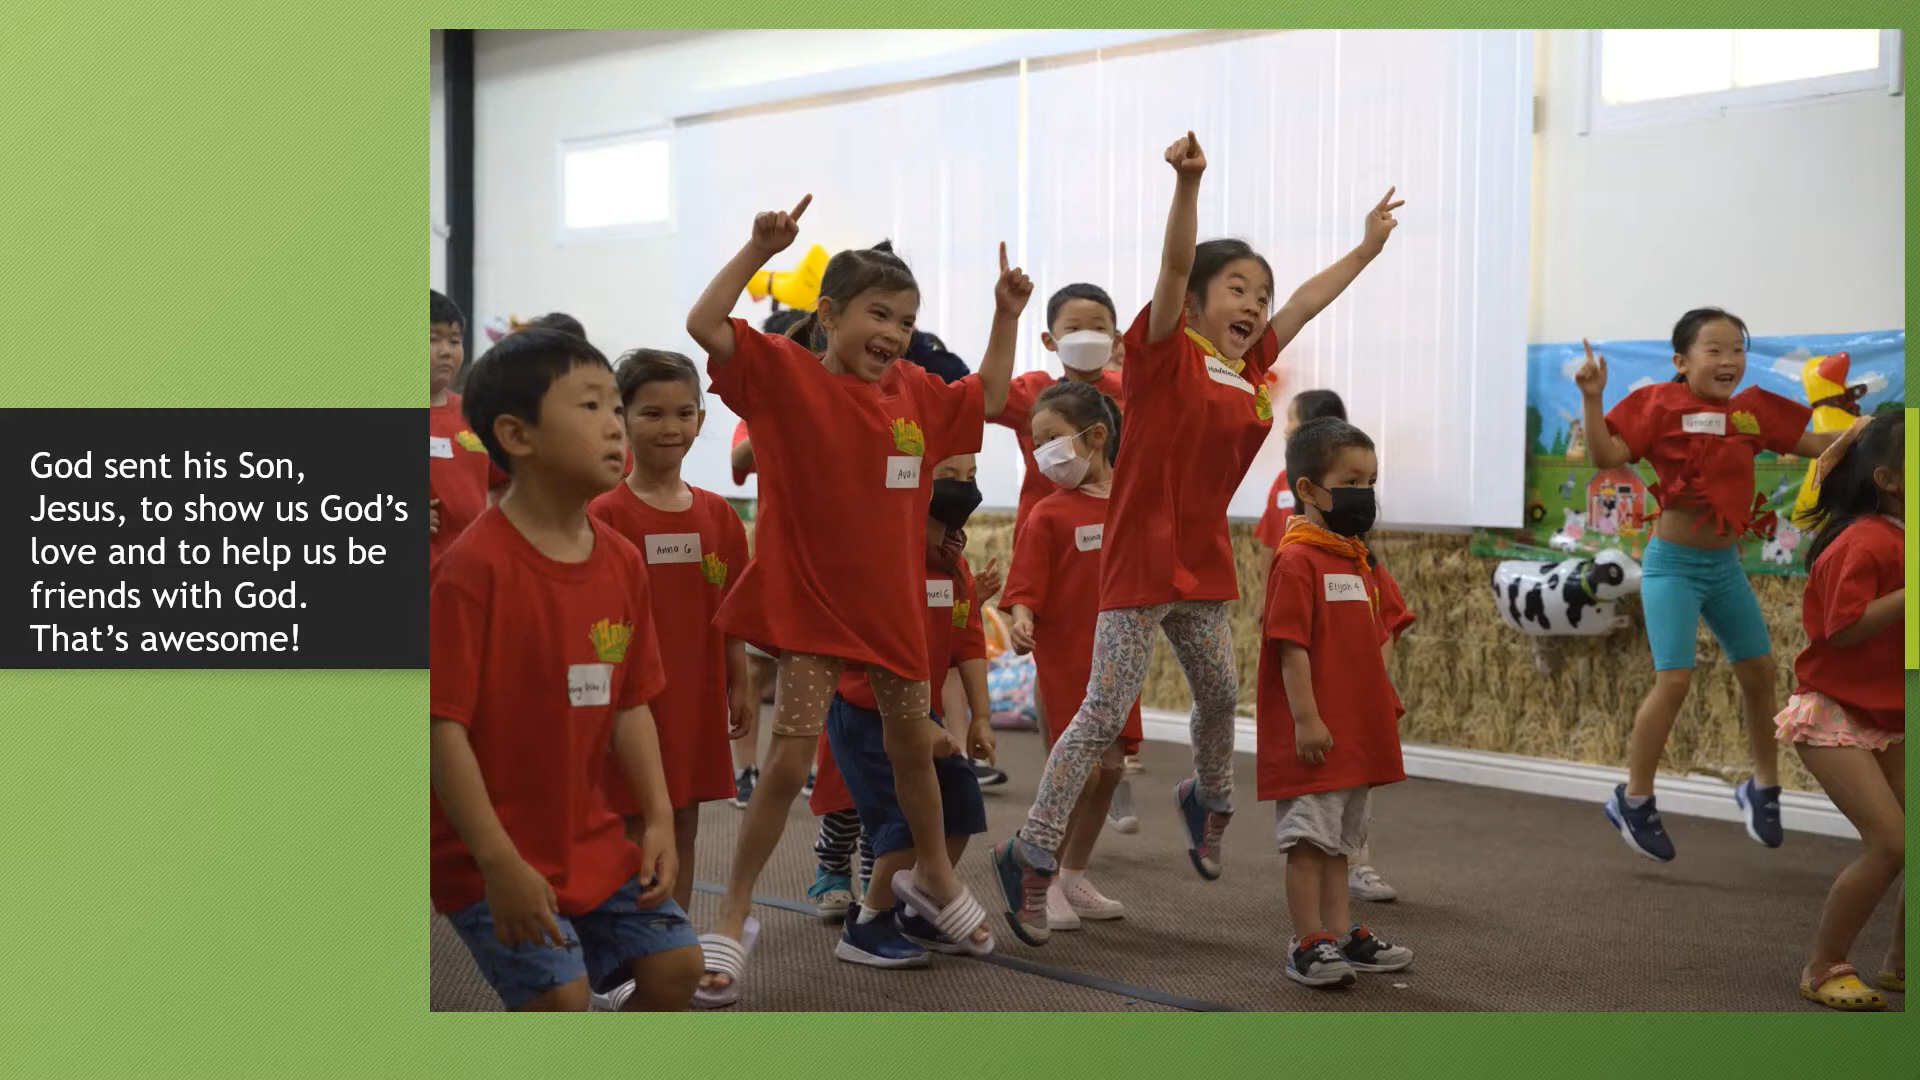 God sent his Son,
Jesus, to show us God’s
love and to help us be
friends with God.
That’s awesome!
Anna G
Ava G
Elijah G